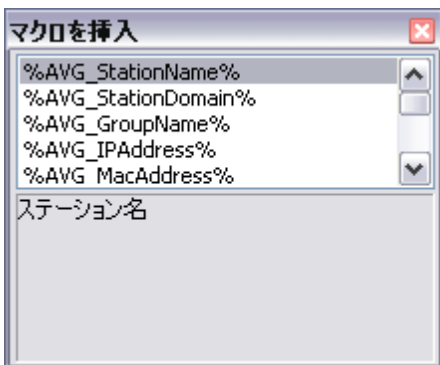 マクロを挿入
%AVG_StationName%
%AVG_StationDomain%
%AVG_GroupName%
%AVG_IPAddress%
%AVG_MacAddress%
ステーション名